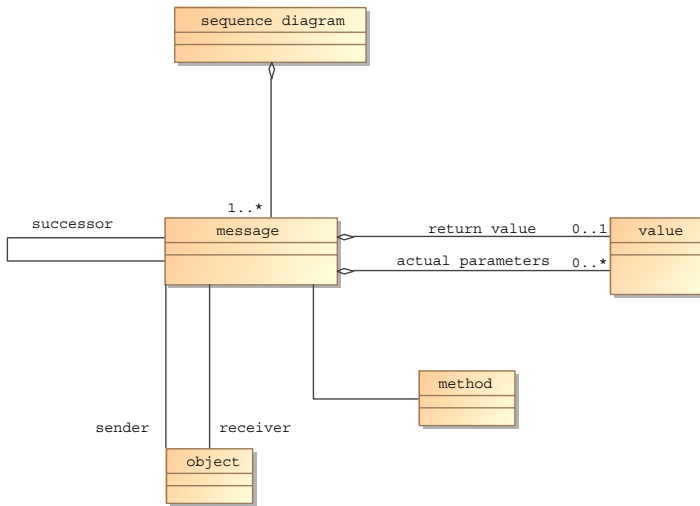 sequence diagram
1..*
successor
message
return value
0..1
value
actual parameters
0..*
method
sender
receiver
object